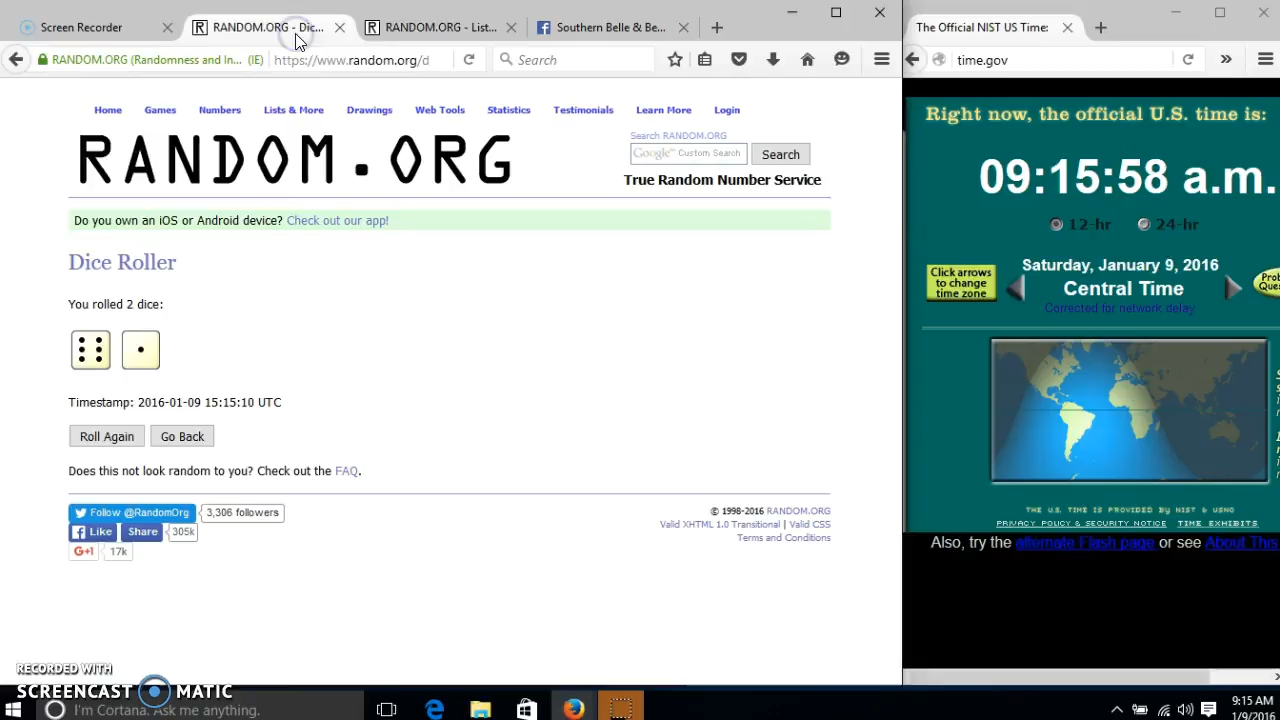 Screen Recorder
RANDOM.ORG - Dic...
RANDOM.ORG - List...
Southern Belle & Be...
RANDOM.ORG (Randomness and In... (IE)
https://www.random.org/d
Search
Home Games Numbers Lists & More Drawings Web Tools Statistics Testimonials Learn More Login
RANDOM.ORG
Search RANDOM.ORG
Google™ Custom Search
Search
True Random Number Service
Do you own an iOS or Android device? Check out our app!
Dice Roller
You rolled 2 dice:
Timestamp: 2016-01-09 15:15:10 UTC
Roll Again
Go Back
Does this not look random to you? Check out the FAQ.
Follow @RandomOrg 3,306 followers
Like Share 305k
G+1 17k
© 1998-2016 RANDOM.ORG
Valid XHTML 1.0 Transitional | Valid CSS
Terms and Conditions
The Official NIST US Time:
time.gov
Right now, the official U.S. time is:
09:15:58 a.m.
12-hr 24-hr
Click arrows
to change
time zone
Saturday, January 9, 2016
Central Time
Corrected for network delay
Prob
Ques
THE U.S. TIME IS PROVIDED BY NIST & USNO
PRIVACY POLICY & SECURITY NOTICE TIME EXHIBITS
Also, try the alternate Flash page or see About This
RECORDED WITH
SCREENCAST MATIC
I'm Cortana. Ask me anything.
9:15 AM
1/9/2016